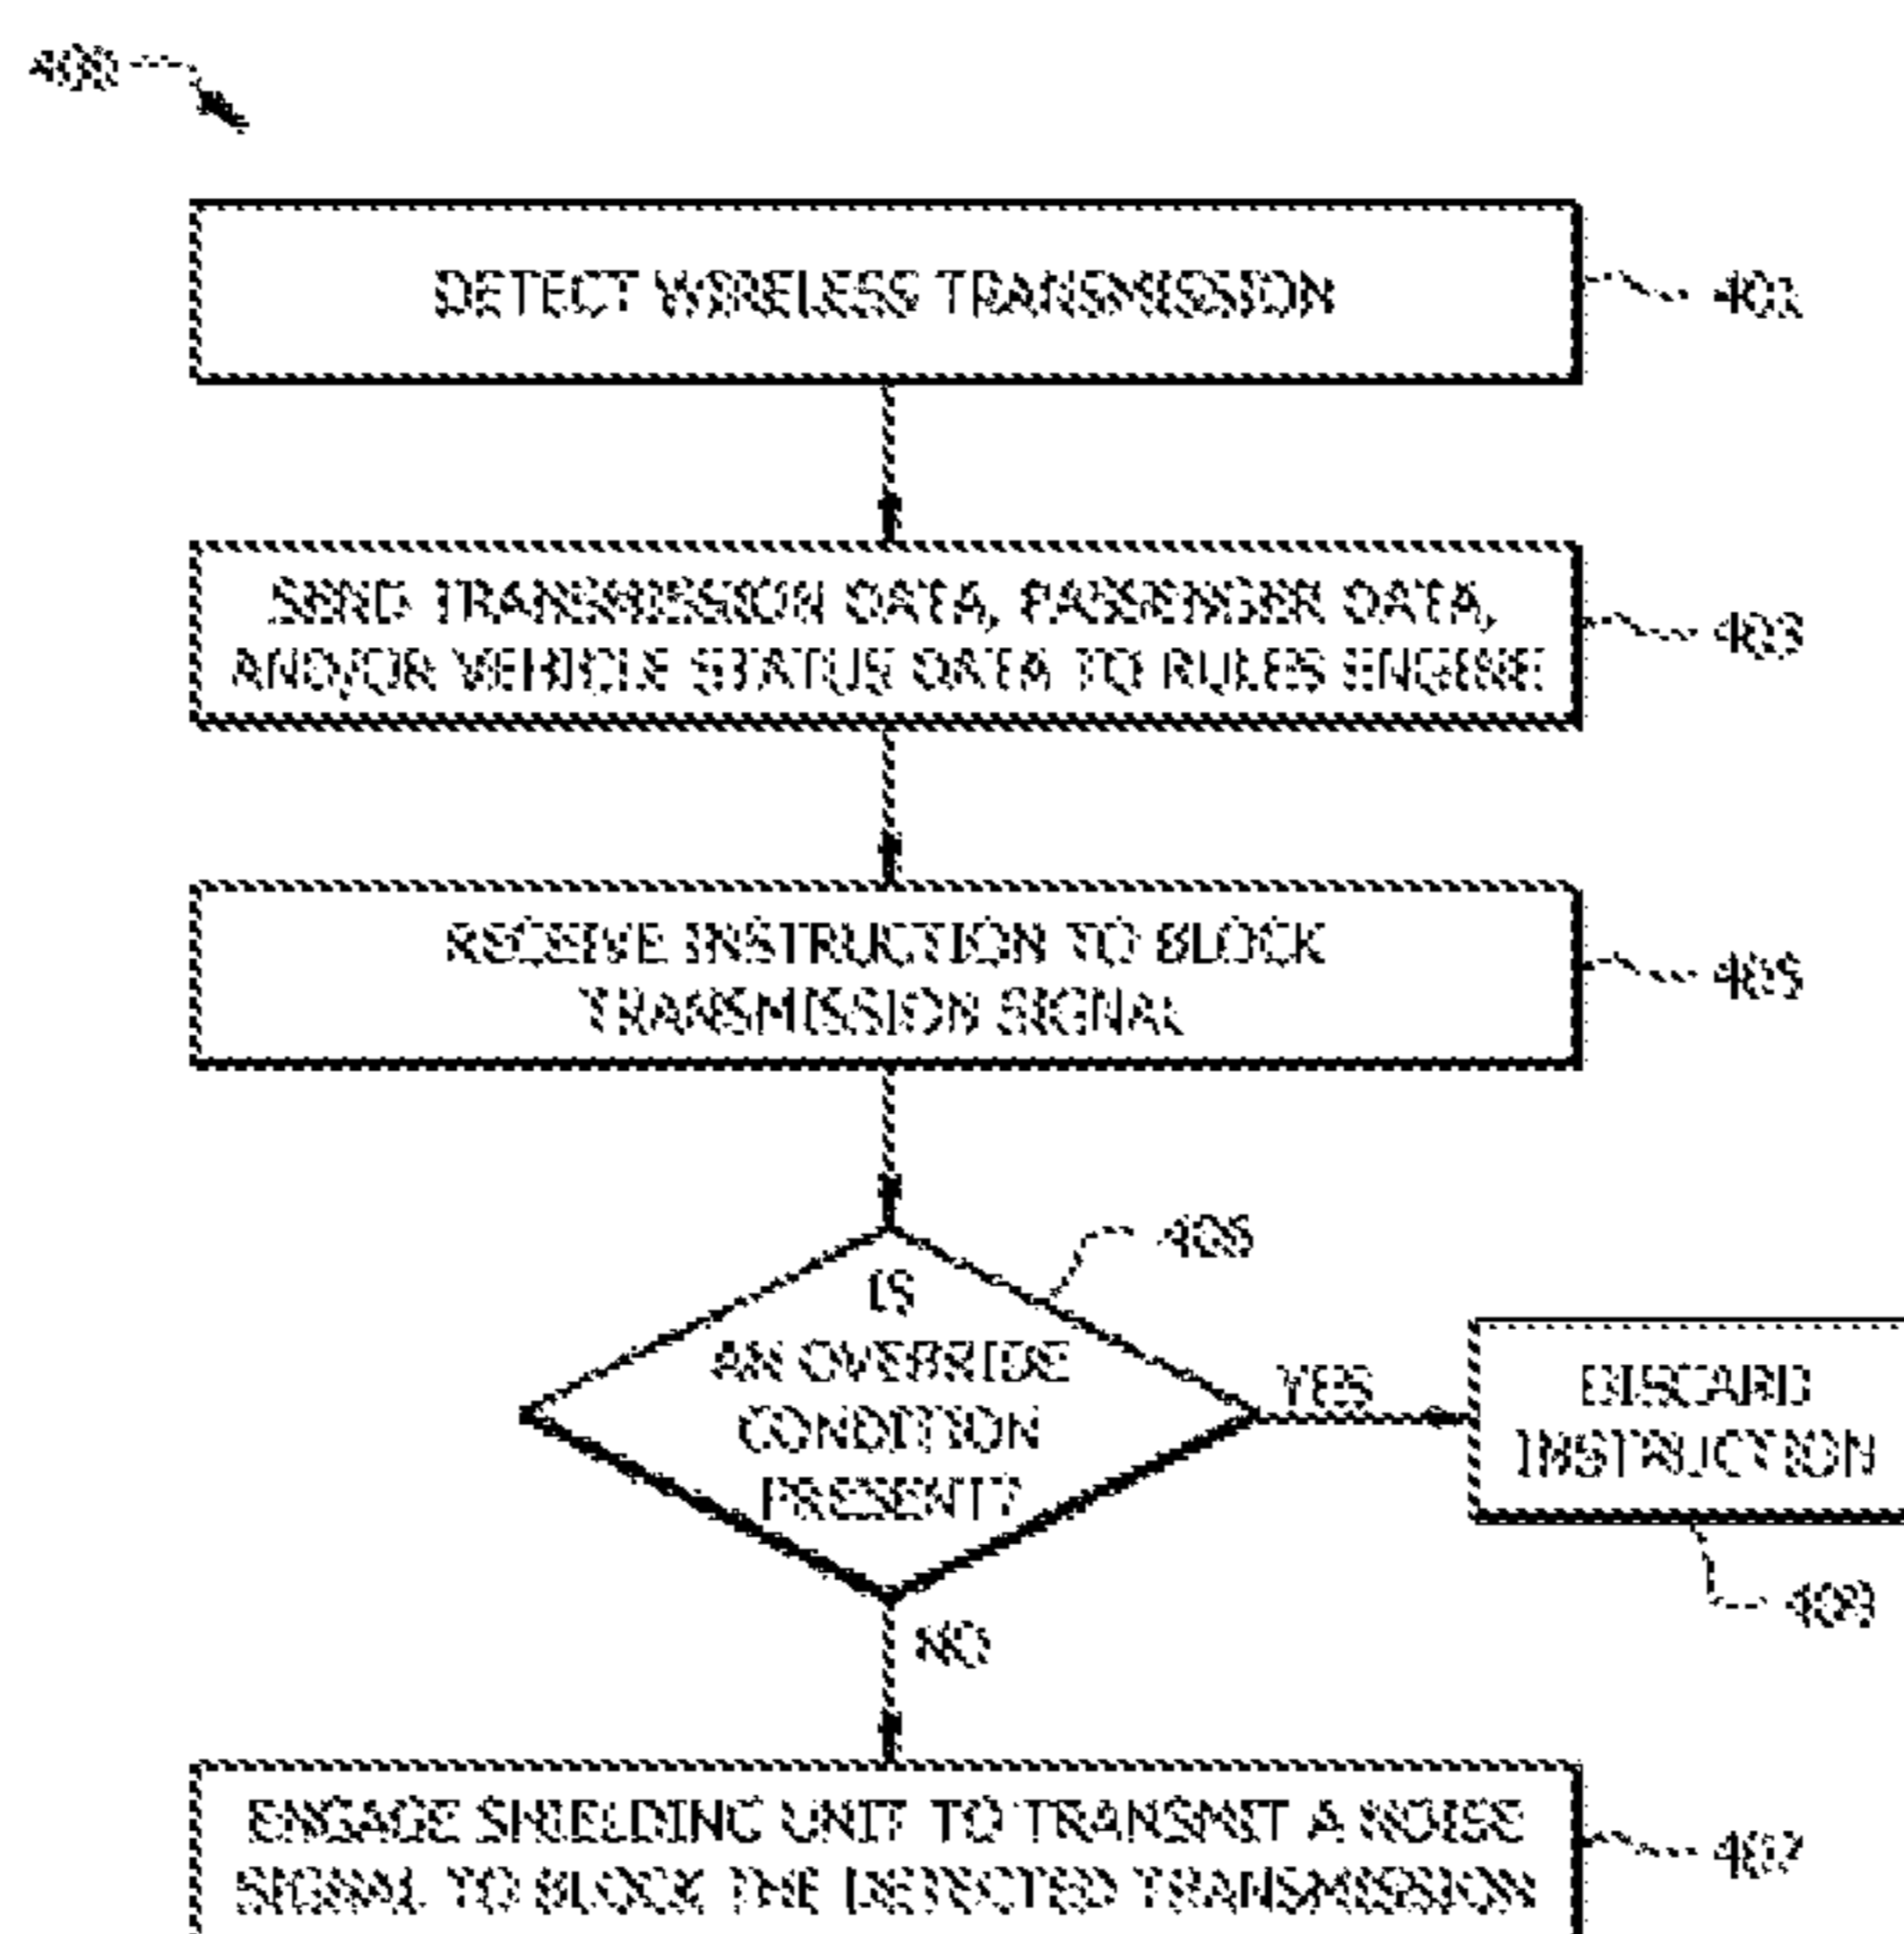 400
DETECT WIRELESS TRANSMISSION
401
SEND TRANSMISSION DATA, PASSENGER DATA,
AND/OR VEHICLE STATUS DATA TO RULES ENGINE
403
RECEIVE INSTRUCTION TO BLOCK
TRANSMISSION SIGNAL
405
406
IS
AN OVERRIDE
CONDITION
PRESENT?
YES
DISCARD
INSTRUCTION
NO
ENGAGE SHIELDING UNIT TO TRANSMIT A NOISE
SIGNAL TO BLOCK THE DETECTED TRANSMISSION
407